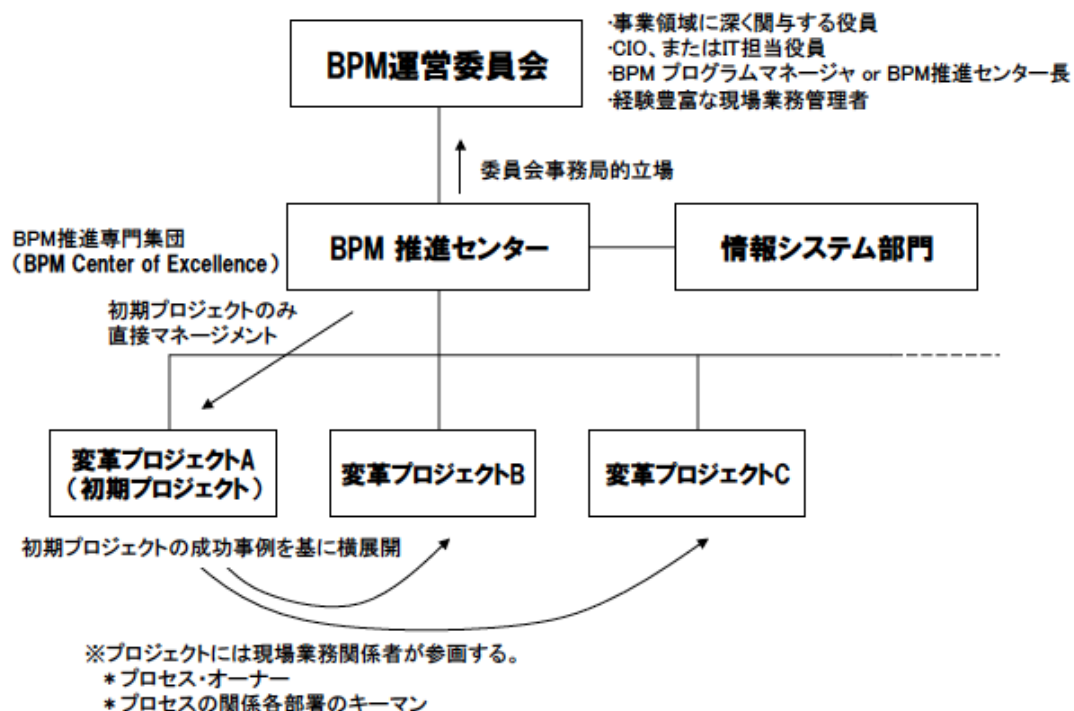 BPM運営委員会
･事業領域に深く関与する役員
･CIO、またはIT担当役員
･BPM プログラムマネージャ or BPM推進センター長
･経験豊富な現場業務管理者
委員会事務局的立場
BPM推進専門集団
（BPM Center of Excellence）
BPM 推進センター
情報システム部門
初期プロジェクトのみ
直接マネージメント
変革プロジェクトA
（初期プロジェクト）
変革プロジェクトB
変革プロジェクトC
初期プロジェクトの成功事例を基に横展開
※プロジェクトには現場業務関係者が参画する。
＊プロセス・オーナー
＊プロセスの関係各部署のキーマン